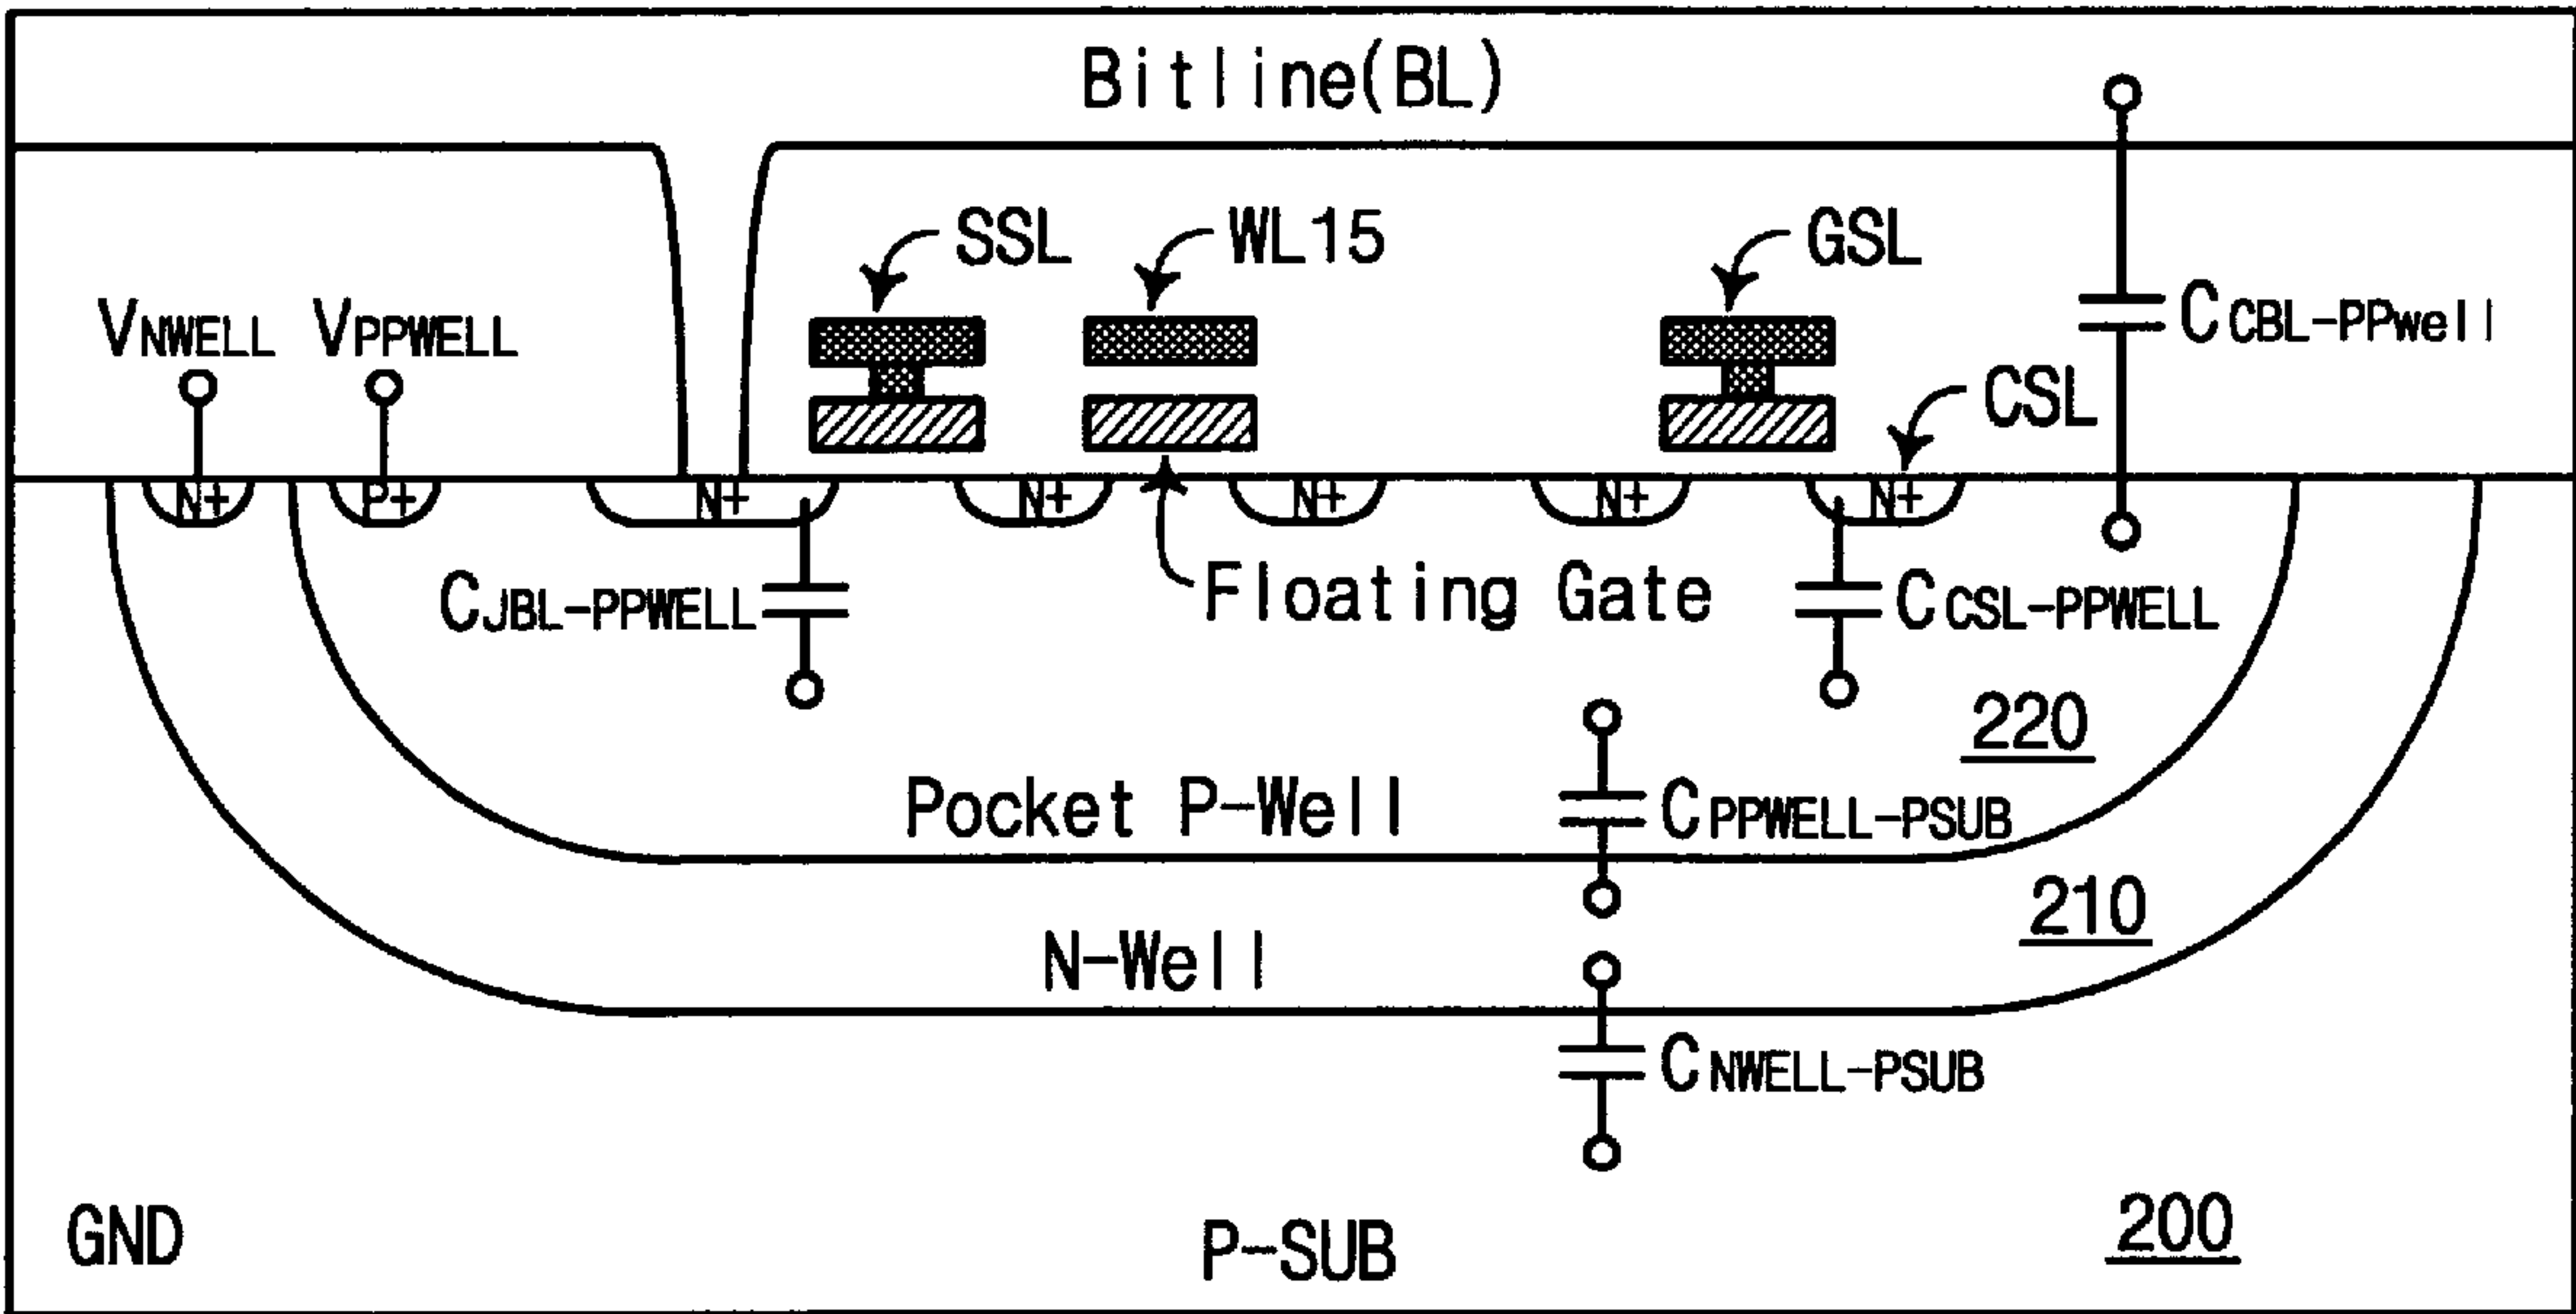 Bitline(BL)
SSL
WL15
GSL
VNWELL
VPPWELL
CCBL-PPwell
CSL
N+
P+
N+
N+
N+
N+
N+
CJBL-PPWELL
Floating Gate
CCSL-PPWELL
220
Pocket P-Well
CPPWELL-PSUB
210
N-Well
CNWELL-PSUB
GND
P-SUB
200